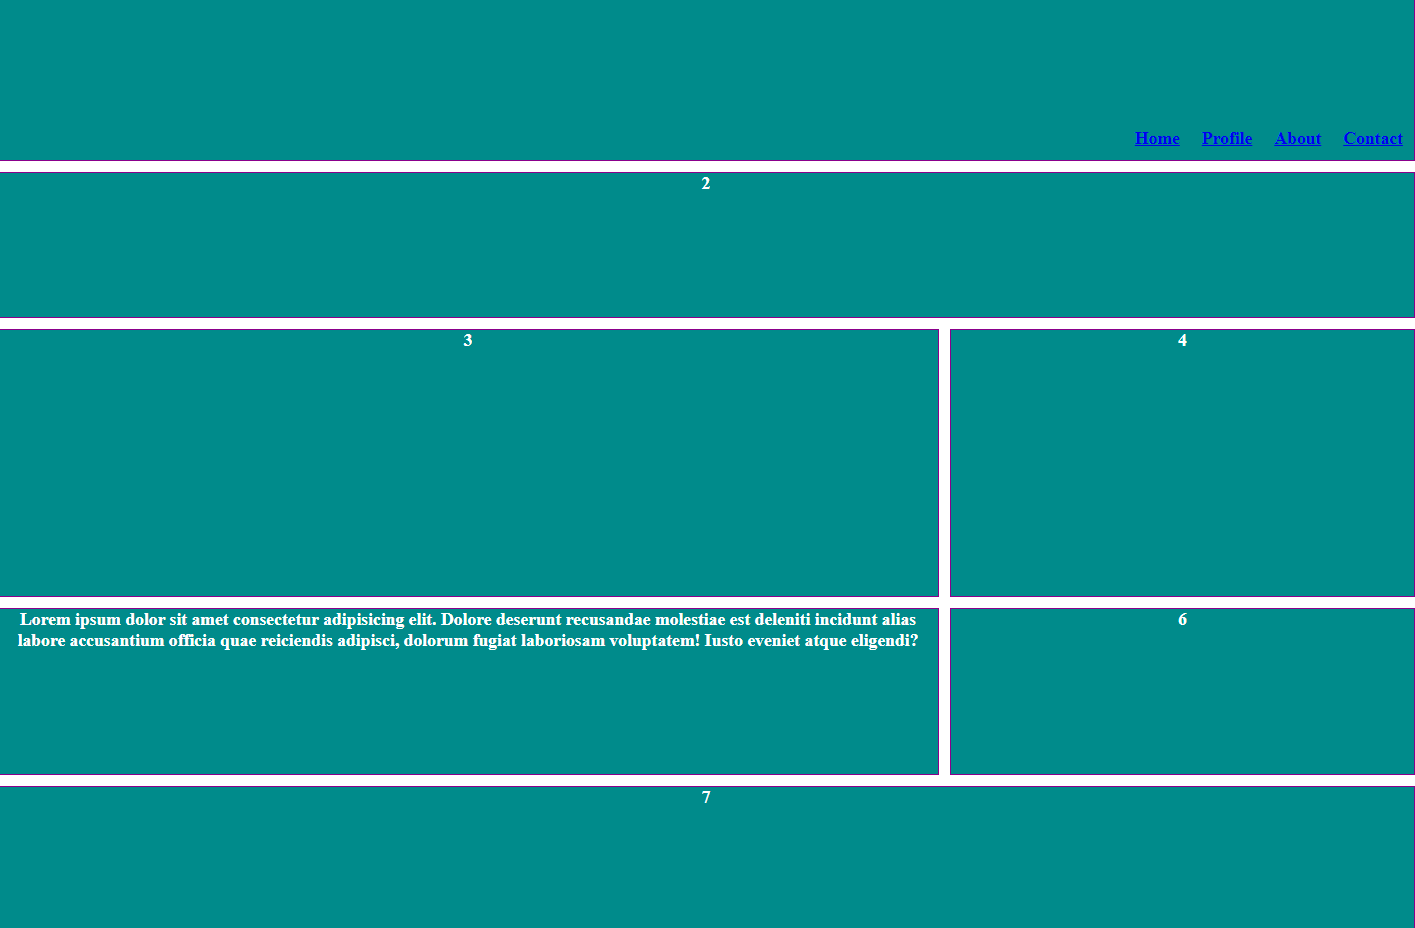 Home Profile About Contact
2
3
4
Lorem ipsum dolor sit amet consectetur adipisicing elit. Dolore deserunt recusandae molestiae est deleniti incidunt alias
labore accusantium officia quae reiciendis adipisci, dolorum fugiat laboriosam voluptatem! Iusto eveniet atque eligendi?
6
7